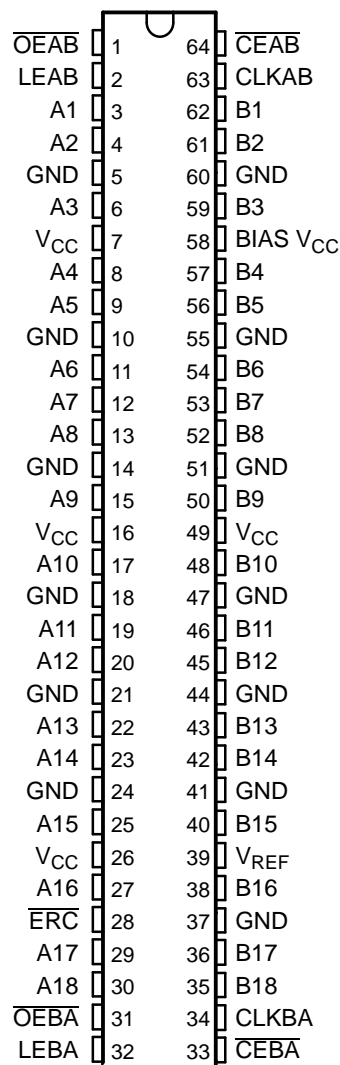 OEAB 1 64 CEAB
LEAB 2 63 CLKAB
A1 3 62 B1
A2 4 61 B2
GND 5 60 GND
A3 6 59 B3
VCC 7 58 BIAS VCC
A4 8 57 B4
A5 9 56 B5
GND 10 55 GND
A6 11 54 B6
A7 12 53 B7
A8 13 52 B8
GND 14 51 GND
A9 15 50 B9
VCC 16 49 VCC
A10 17 48 B10
GND 18 47 GND
A11 19 46 B11
A12 20 45 B12
GND 21 44 GND
A13 22 43 B13
A14 23 42 B14
GND 24 41 GND
A15 25 40 B15
VCC 26 39 VREF
A16 27 38 B16
ERC 28 37 GND
A17 29 36 B17
A18 30 35 B18
OEBA 31 34 CLKBA
LEBA 32 33 CEBA